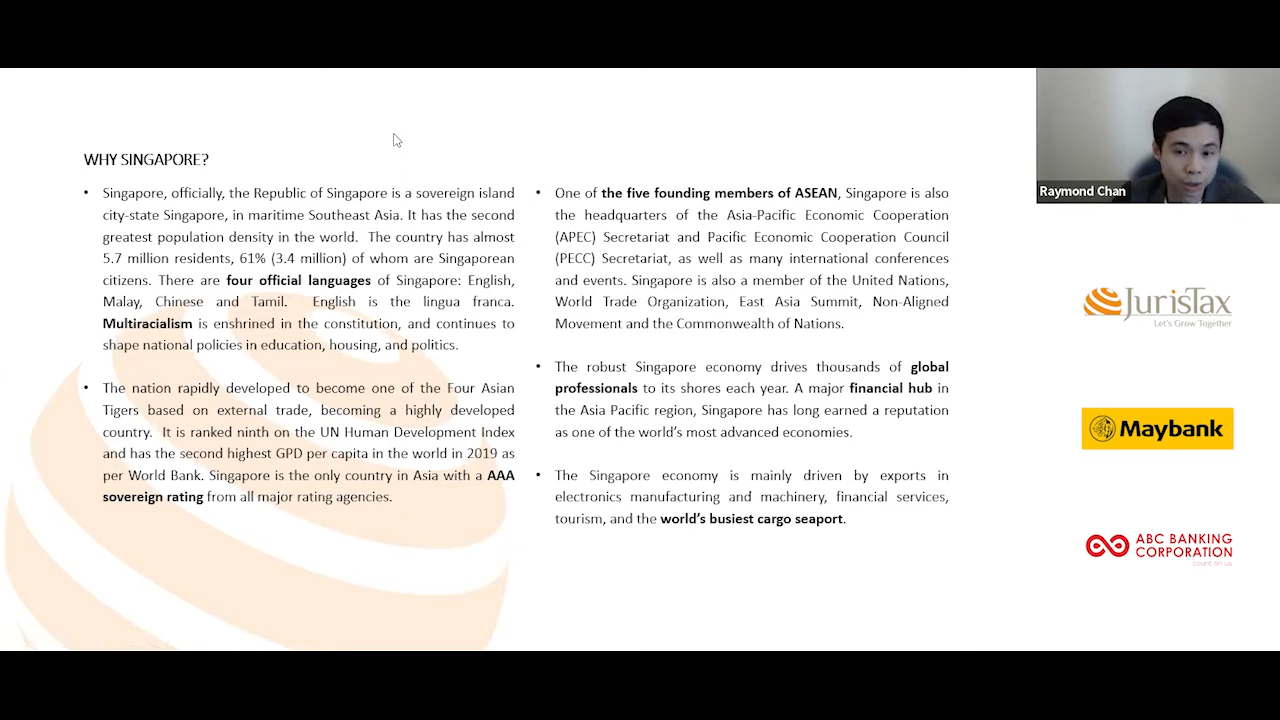 WHY SINGAPORE?
• Singapore, officially, the Republic of Singapore is a sovereign island
city-state Singapore, in maritime Southeast Asia. It has the second
greatest population density in the world. The country has almost
5.7 million residents, 61% (3.4 million) of whom are Singaporean
citizens. There are four official languages of Singapore: English,
Malay, Chinese and Tamil. English is the lingua franca.
Multiracialism is enshrined in the constitution, and continues to
shape national policies in education, housing, and politics.
• The nation rapidly developed to become one of the Four Asian
Tigers based on external trade, becoming a highly developed
country. It is ranked ninth on the UN Human Development Index
and has the second highest GPD per capita in the world in 2019 as
per World Bank. Singapore is the only country in Asia with a AAA
sovereign rating from all major rating agencies.
• One of the five founding members of ASEAN, Singapore is also
the headquarters of the Asia-Pacific Economic Cooperation
(APEC) Secretariat and Pacific Economic Cooperation Council
(PECC) Secretariat, as well as many international conferences
and events. Singapore is also a member of the United Nations,
World Trade Organization, East Asia Summit, Non-Aligned
Movement and the Commonwealth of Nations.
• The robust Singapore economy drives thousands of global
professionals to its shores each year. A major financial hub in
the Asia Pacific region, Singapore has long earned a reputation
as one of the world's most advanced economies.
• The Singapore economy is mainly driven by exports in
electronics manufacturing and machinery, financial services,
tourism, and the world's busiest cargo seaport.
Raymond Chan
JurisTax
Let's Grow Together
Maybank
ABC BANKING
CORPORATION
count on us